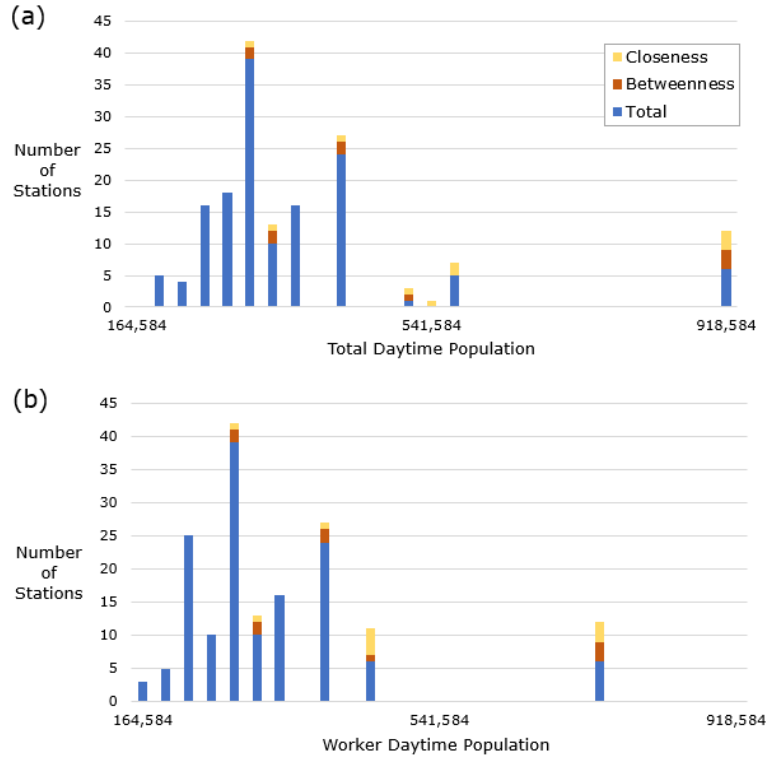 (a)
45
40
35
30
25
20
15
10
5
0
Number
of
Stations
Closeness
Betweenness
Total
164,584
541,584
918,584
Total Daytime Population
(b)
45
40
35
30
25
20
15
10
5
0
Number
of
Stations
164,584
541,584
918,584
Worker Daytime Population